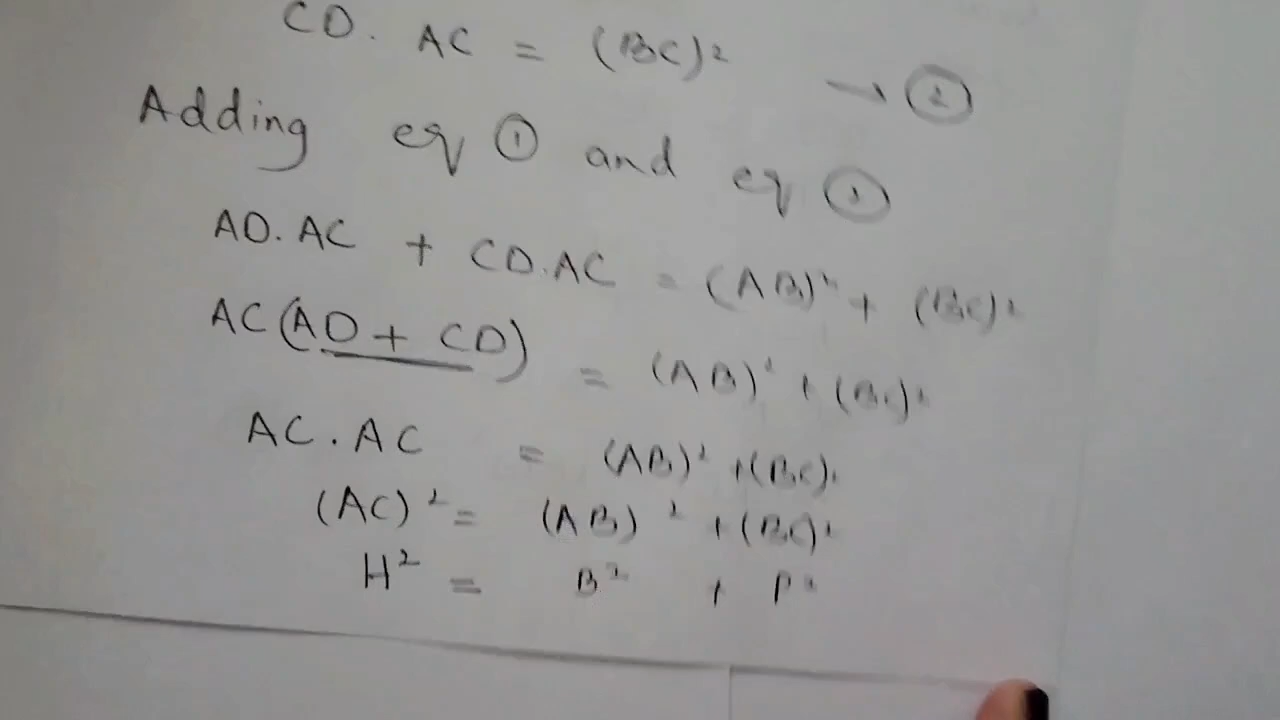 CD. AC = (BC)² → ②
Adding eq ① and eq ②
AD.AC + CD.AC = (AB)² + (BC)²
AC(AD + CD) = (AB)² + (BC)²
AC.AC = (AB)² + (BC)²
(AC)² = (AB)² + (BC)²
H² = B² + P²